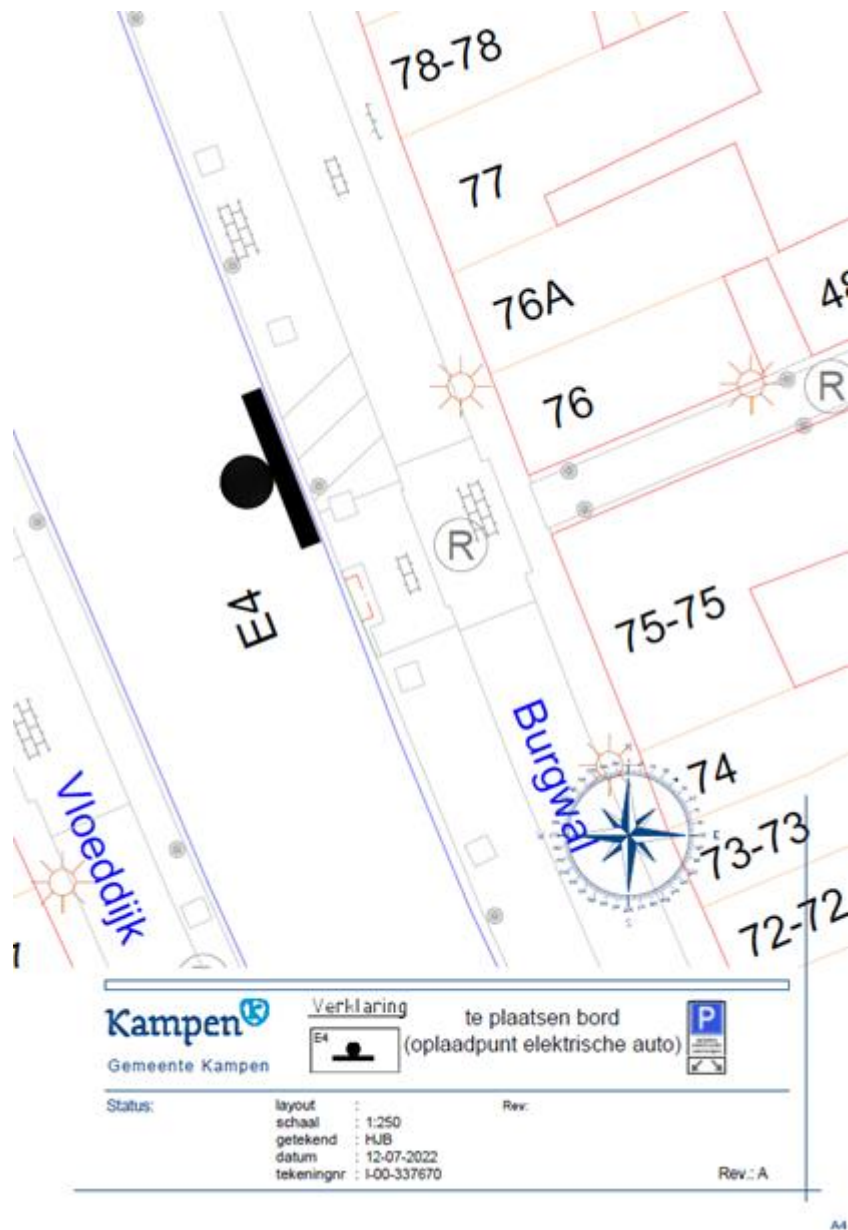 78-78
77
76A
48
76
R
R
E4
75-75
Burgwal
Vloeddijk
74
73-73
72-72
Kampen
Gemeente Kampen
Verklaring
E4
te plaatsen bord
(oplaadpunt elektrische auto)
P
Status:
layout :
Rev:
schaal : 1:250
getekend : HJB
datum : 12-07-2022
tekeningnr : I-00-337670
Rev.: A
A4